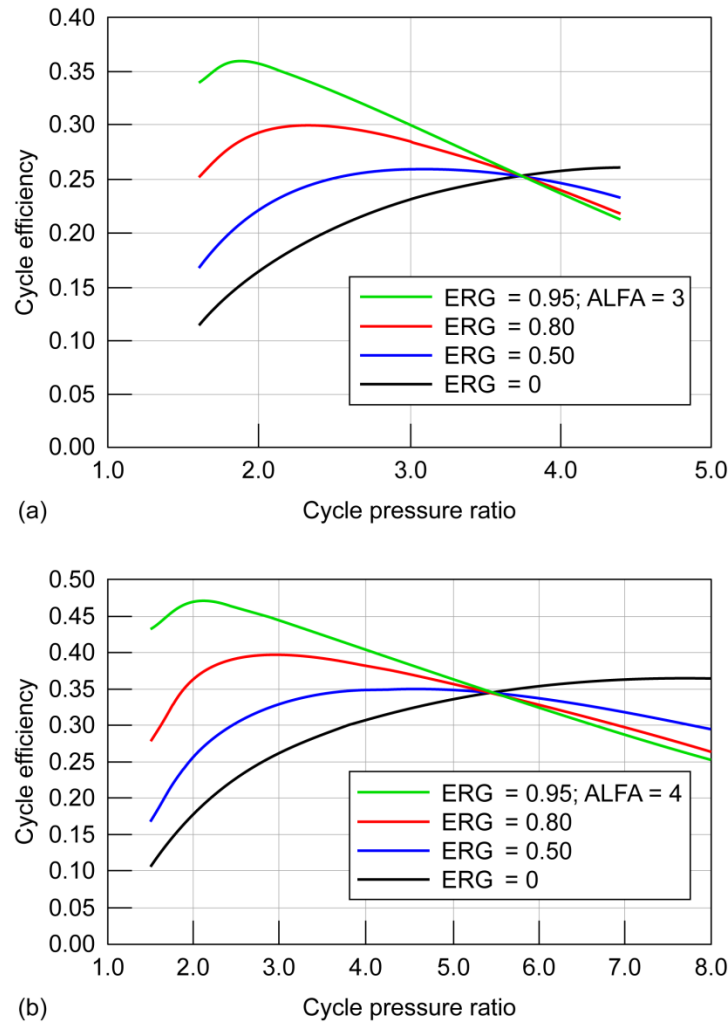 0.40
0.35
0.30
0.25
0.20
0.15
0.10
0.05
0.00
Cycle efficiency
ERG = 0.95; ALFA = 3
ERG = 0.80
ERG = 0.50
ERG = 0
1.0 2.0 3.0 4.0 5.0
(a) Cycle pressure ratio
0.50
0.45
0.40
0.35
0.30
0.25
0.20
0.15
0.10
0.05
0.00
Cycle efficiency
ERG = 0.95; ALFA = 4
ERG = 0.80
ERG = 0.50
ERG = 0
1.0 2.0 3.0 4.0 5.0 6.0 7.0 8.0
(b) Cycle pressure ratio